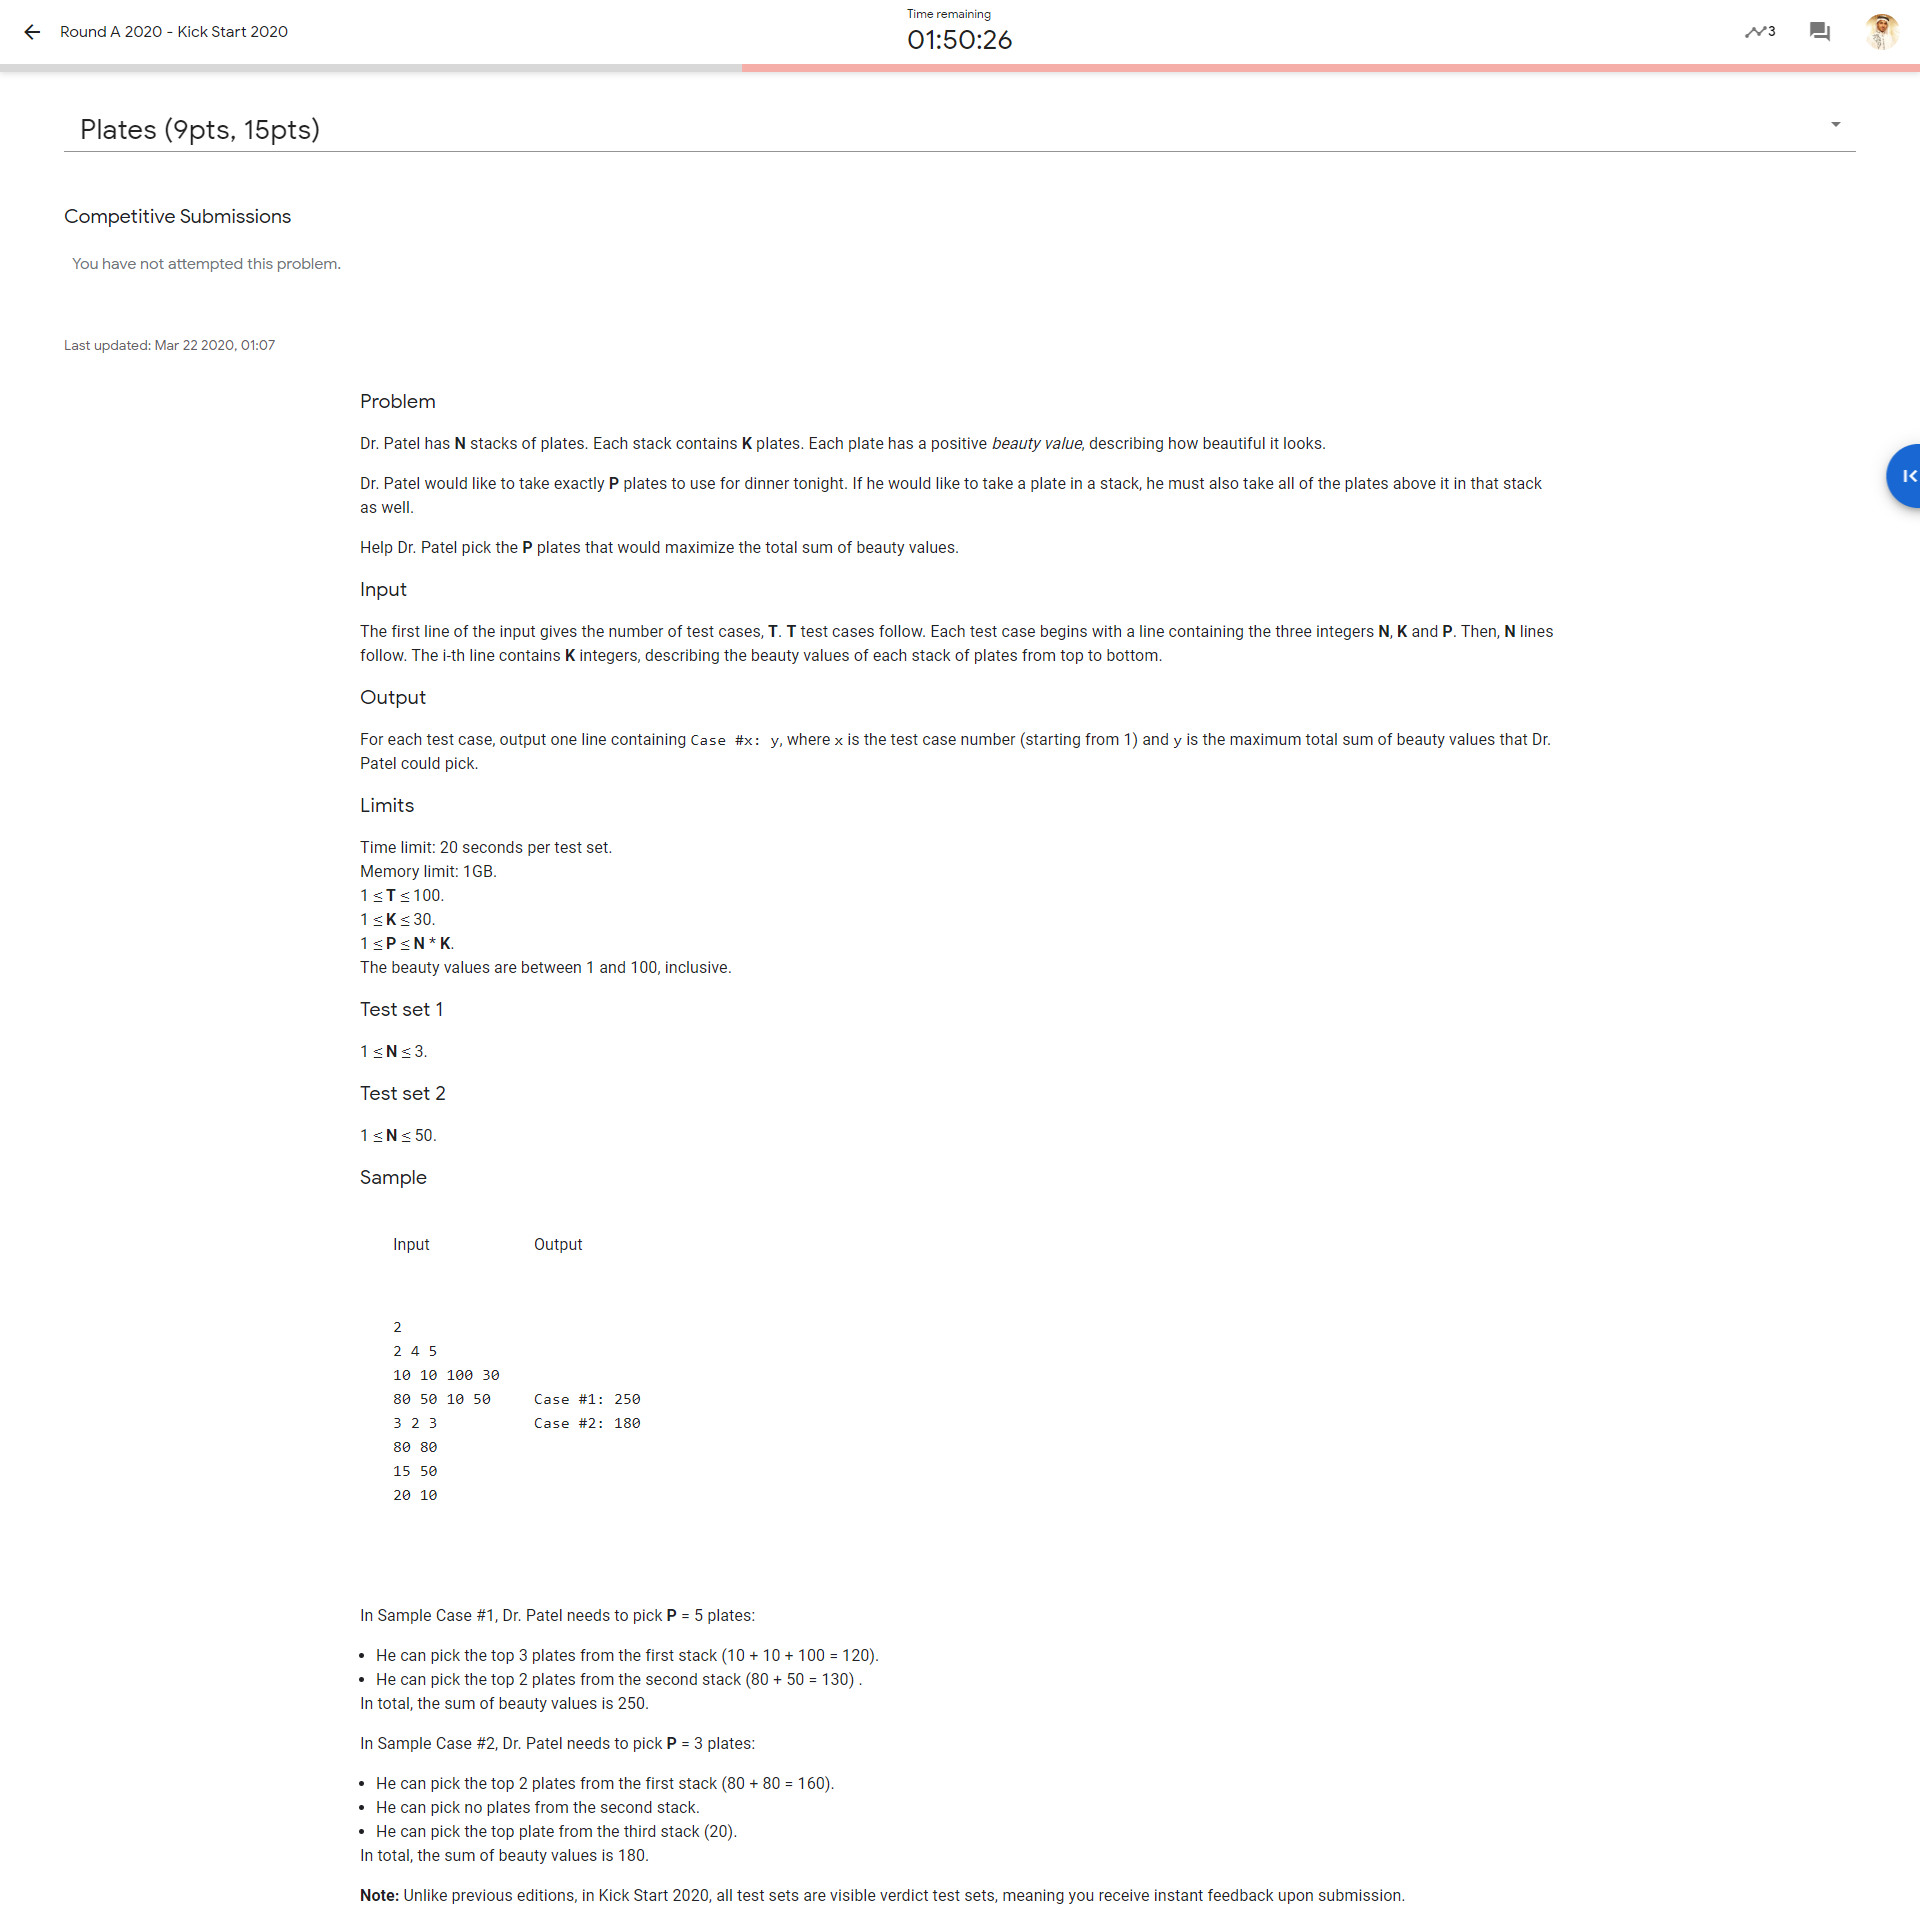 Round A 2020 - Kick Start 2020
Time remaining
01:50:26
3
Plates (9pts, 15pts)
Competitive Submissions
You have not attempted this problem.
Last updated: Mar 22 2020, 01:07
Problem
Dr. Patel has N stacks of plates. Each stack contains K plates. Each plate has a positive beauty value, describing how beautiful it looks.
Dr. Patel would like to take exactly P plates to use for dinner tonight. If he would like to take a plate in a stack, he must also take all of the plates above it in that stack
as well.
Help Dr. Patel pick the P plates that would maximize the total sum of beauty values.
Input
The first line of the input gives the number of test cases, T. T test cases follow. Each test case begins with a line containing the three integers N, K and P. Then, N lines
follow. The i-th line contains K integers, describing the beauty values of each stack of plates from top to bottom.
Output
For each test case, output one line containing Case #x: y, where x is the test case number (starting from 1) and y is the maximum total sum of beauty values that Dr.
Patel could pick.
Limits
Time limit: 20 seconds per test set.
Memory limit: 1GB.
1 ≤ T ≤ 100.
1 ≤ K ≤ 30.
1 ≤ P ≤ N * K.
The beauty values are between 1 and 100, inclusive.
Test set 1
1 ≤ N ≤ 3.
Test set 2
1 ≤ N ≤ 50.
Sample
Input Output
2
2 4 5
10 10 100 30
80 50 10 50 Case #1: 250
3 2 3 Case #2: 180
80 80
15 50
20 10
In Sample Case #1, Dr. Patel needs to pick P = 5 plates:
• He can pick the top 3 plates from the first stack (10 + 10 + 100 = 120).
• He can pick the top 2 plates from the second stack (80 + 50 = 130) .
In total, the sum of beauty values is 250.
In Sample Case #2, Dr. Patel needs to pick P = 3 plates:
• He can pick the top 2 plates from the first stack (80 + 80 = 160).
• He can pick no plates from the second stack.
• He can pick the top plate from the third stack (20).
In total, the sum of beauty values is 180.
Note: Unlike previous editions, in Kick Start 2020, all test sets are visible verdict test sets, meaning you receive instant feedback upon submission.